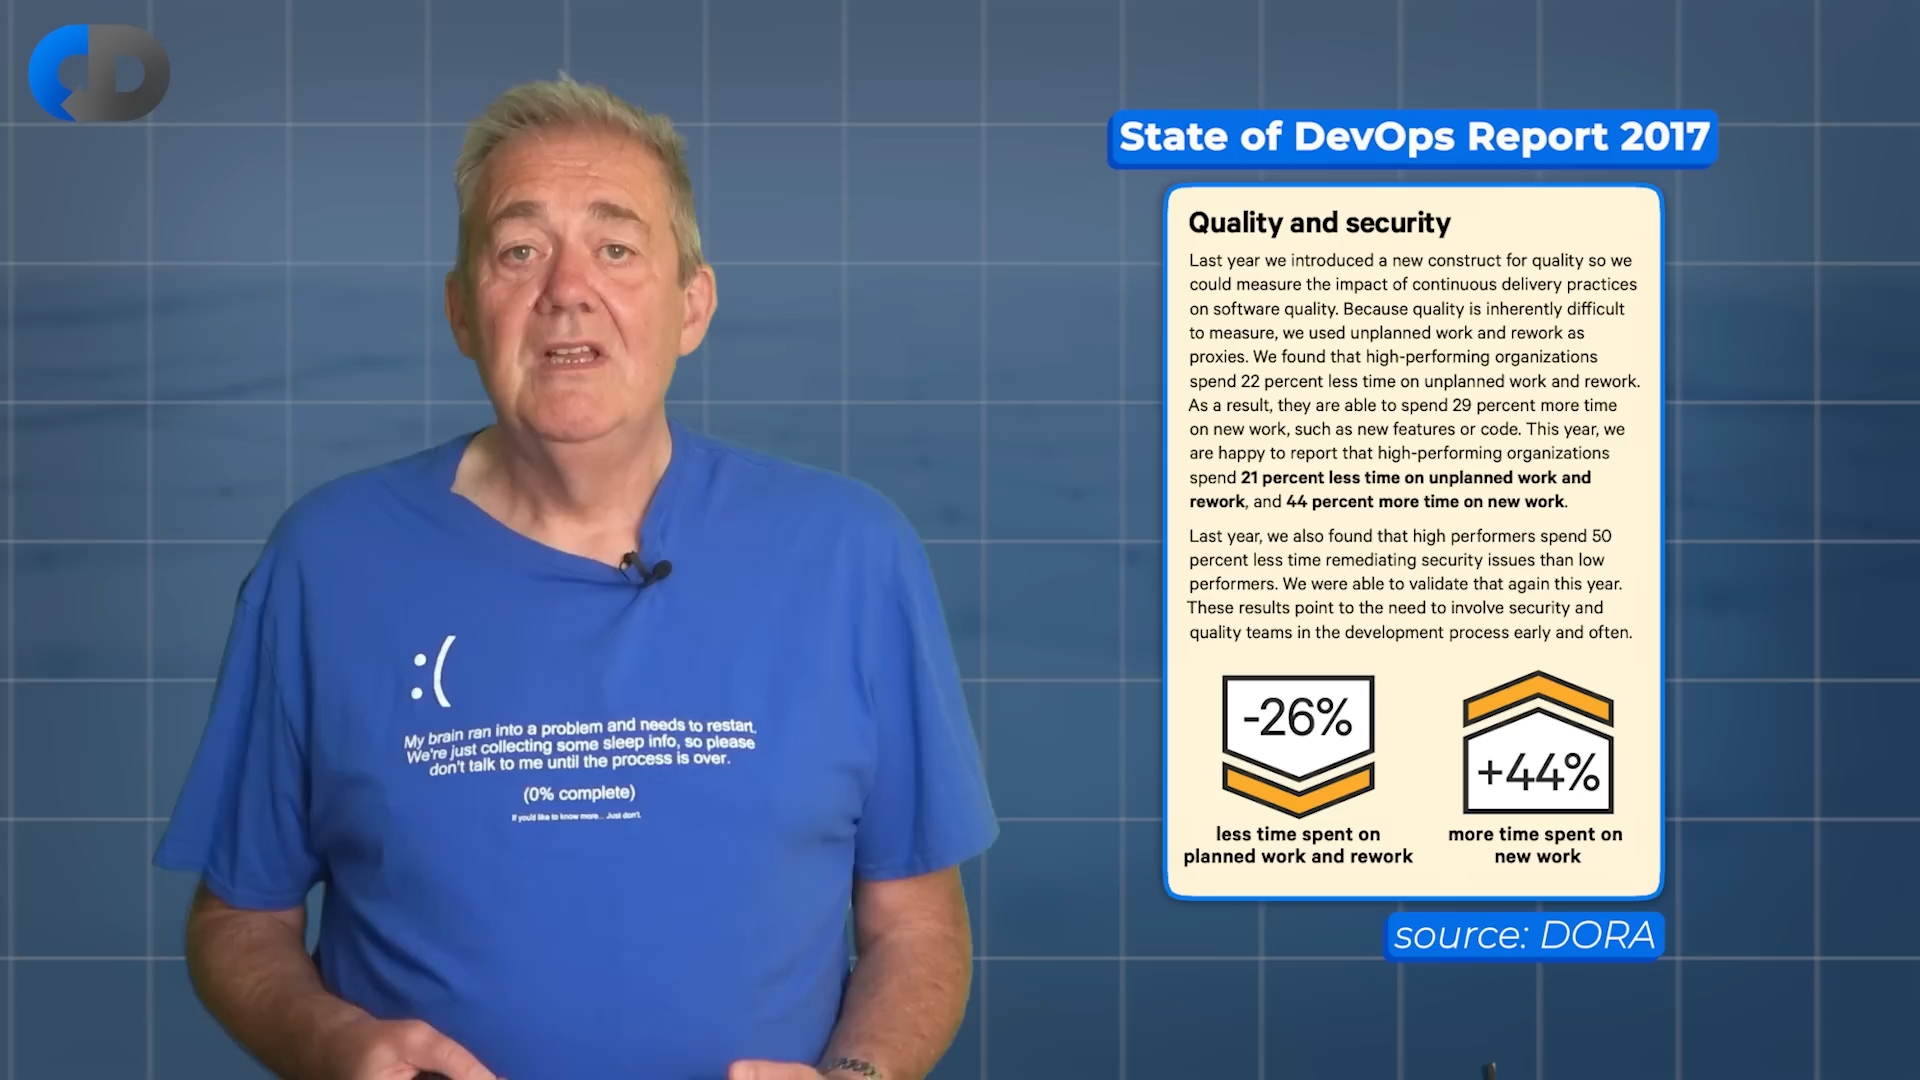 State of DevOps Report 2017
Quality and security
Last year we introduced a new construct for quality so we
could measure the impact of continuous delivery practices
on software quality. Because quality is inherently difficult
to measure, we used unplanned work and rework as
proxies. We found that high-performing organizations
spend 22 percent less time on unplanned work and rework.
As a result, they are able to spend 29 percent more time
on new work, such as new features or code. This year, we
are happy to report that high-performing organizations
spend 21 percent less time on unplanned work and
rework, and 44 percent more time on new work.
Last year, we also found that high performers spend 50
percent less time remediating security issues than low
performers. We were able to validate that again this year.
These results point to the need to involve security and
quality teams in the development process early and often.
-26%
less time spent on
planned work and rework
+44%
more time spent on
new work
source: DORA
:(
My brain ran into a problem and needs to restart.
We're just collecting some sleep info, so please
don't talk to me until the process is over.
(0% complete)
If you'd like to know more... Just don't.